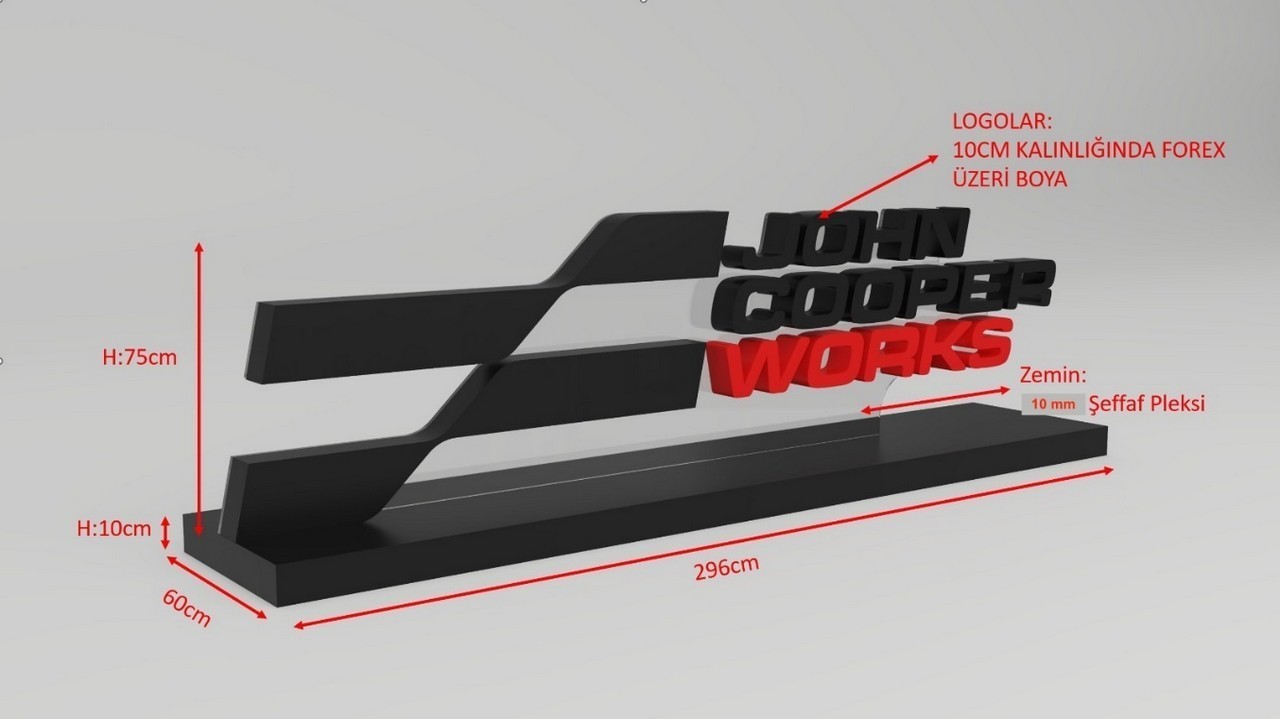 LOGOLAR:
10CM KALINLIĞINDA FOREX
ÜZERİ BOYA
JOHN
COOPER
WORKS
H:75cm
Zemin:
10 mm Şeffaf Pleksi
H:10cm
60cm
296cm